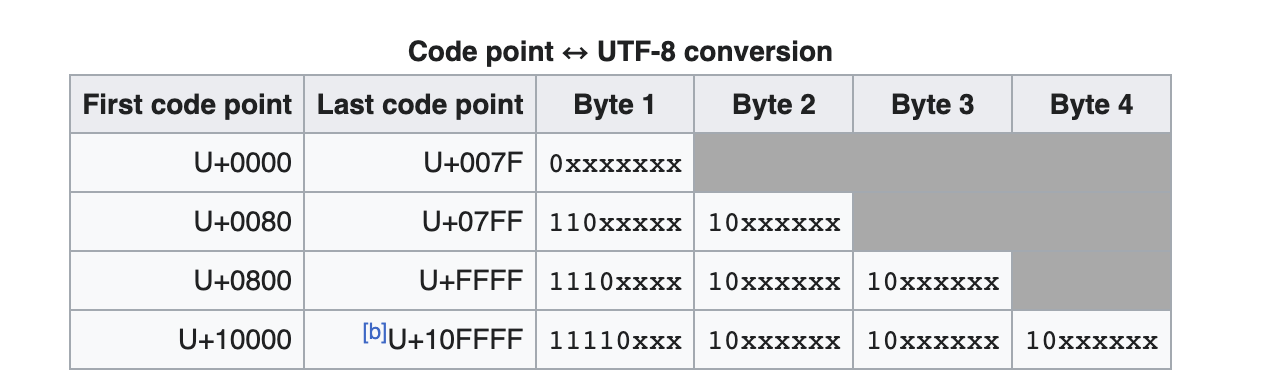 Code point ↔ UTF-8 conversion
First code point Last code point Byte 1 Byte 2 Byte 3 Byte 4
U+0000 U+007F 0xxxxxxx
U+0080 U+07FF 110xxxxx 10xxxxxx
U+0800 U+FFFF 1110xxxx 10xxxxxx 10xxxxxx
U+10000 [b]U+10FFFF 11110xxx 10xxxxxx 10xxxxxx 10xxxxxx